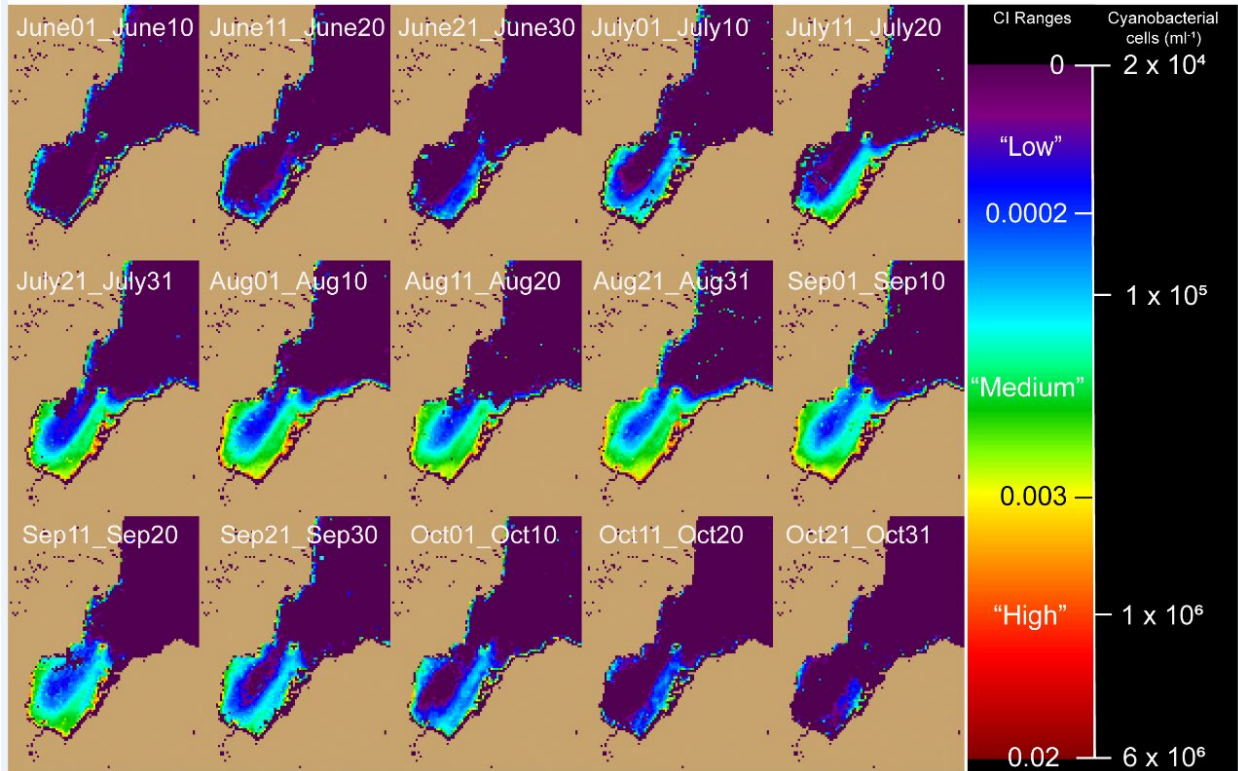 June01_June10
June11_June20
June21_June30
July01_July10
July11_July20
July21_July31
Aug01_Aug10
Aug11_Aug20
Aug21_Aug31
Sep01_Sep10
Sep11_Sep20
Sep21_Sep30
Oct01_Oct10
Oct11_Oct20
Oct21_Oct31
CI Ranges
Cyanobacterial
cells (ml⁻¹)
0
2 x 10⁴
“Low”
0.0002
1 x 10⁵
“Medium”
0.003
“High”
1 x 10⁶
0.02
6 x 10⁶